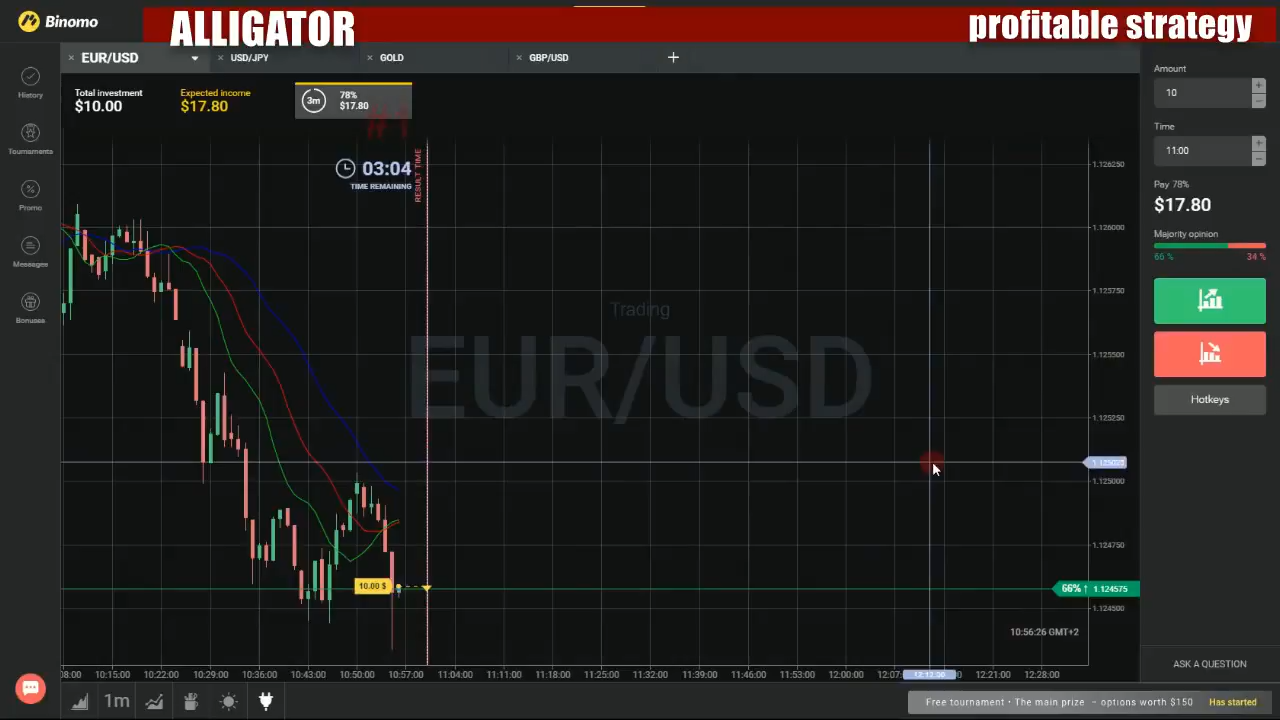 Binomo
ALLIGATOR
profitable strategy
EUR/USD
USD/JPY
GOLD
GBP/USD
Total investment
$10.00
Expected income
$17.80
3m
78%
$17.80
#1
03:04
TIME REMAINING
RESULT TIME
History
Tournaments
Promo
Messages
Bonuses
Trading
EUR/USD
1.126250
1.126000
1.125750
1.125500
1.125250
1.125000
1.124750
1.124500
10.00 $
66% ↑ 1.124575
10:56:26 GMT+2
10:15:00
10:22:00
10:29:00
10:36:00
10:43:00
10:50:00
10:57:00
11:04:00
11:11:00
11:18:00
11:25:00
11:32:00
11:39:00
11:46:00
11:53:00
12:00:00
12:12:00
12:21:00
12:28:00
1m
Amount
10
Time
11:00
Pay 78%
$17.80
Majority opinion
66 %
34 %
Hotkeys
ASK A QUESTION
Free tournament • The main prize – options worth $150 Has started